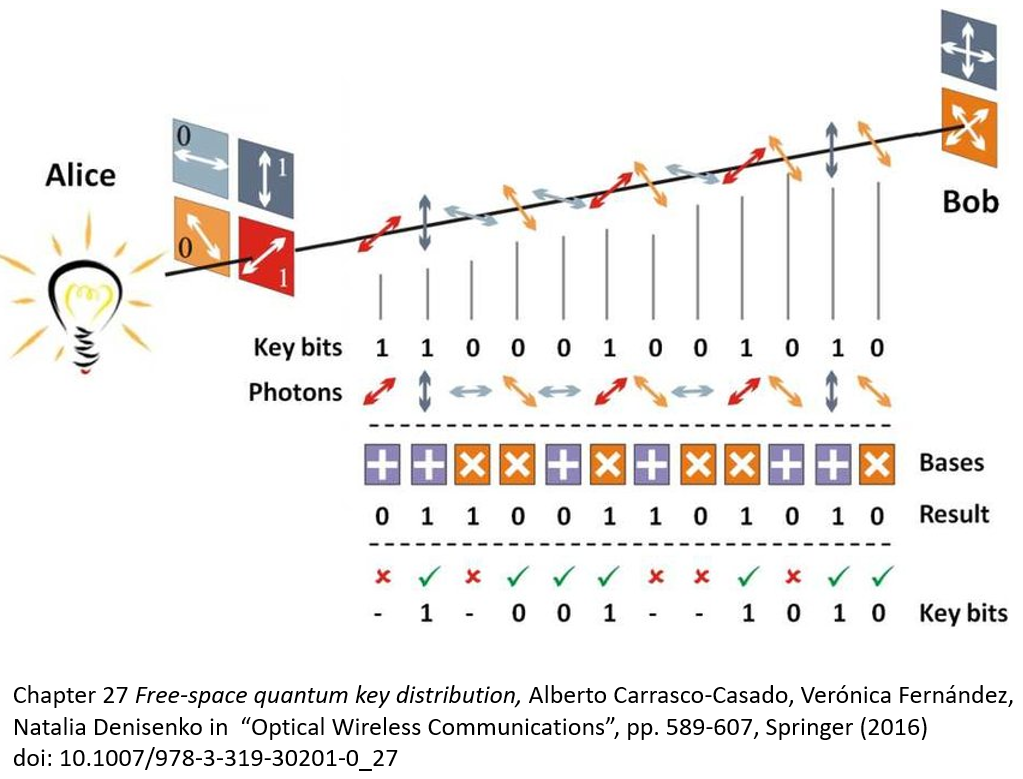 Alice
0
1
0
1
Bob
Key bits 1 1 0 0 0 1 0 0 1 0 1 0
Photons
Bases
0 1 1 0 0 1 1 0 1 0 1 0 Result
- 1 - 0 0 1 - - 1 0 1 0 Key bits
Chapter 27 Free-space quantum key distribution, Alberto Carrasco-Casado, Verónica Fernández,
Natalia Denisenko in “Optical Wireless Communications”, pp. 589-607, Springer (2016)
doi: 10.1007/978-3-319-30201-0_27